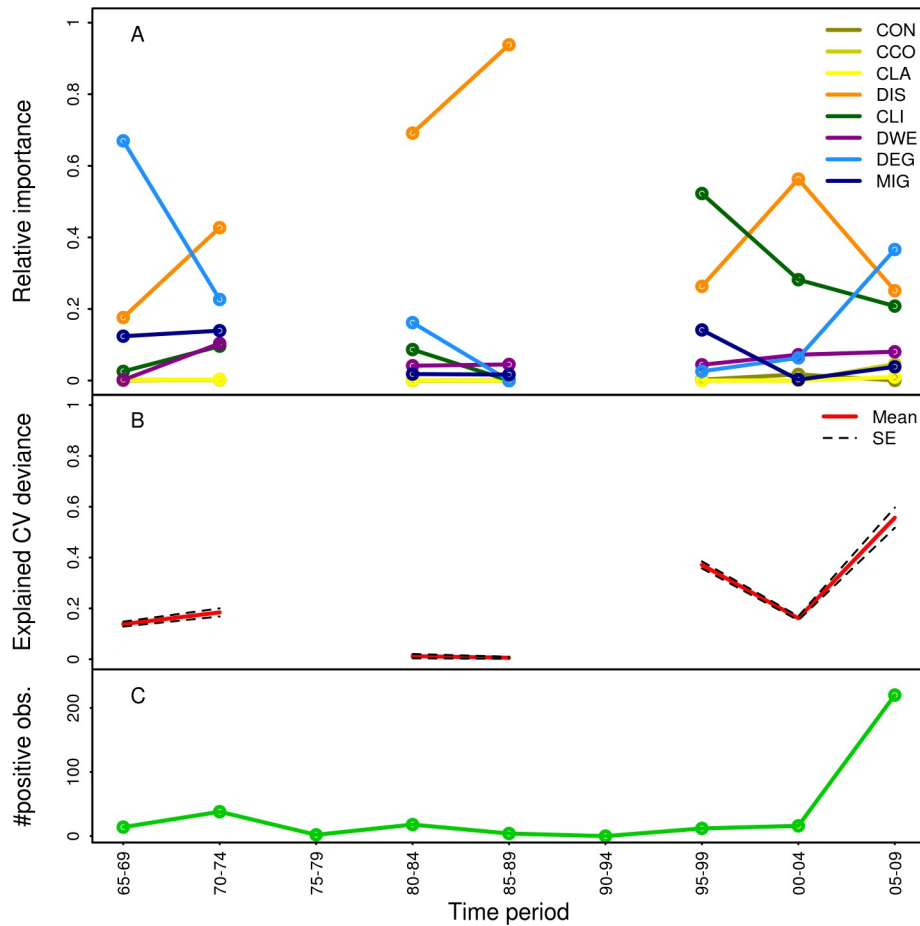 A
CON
CCO
CLA
DIS
CLI
DWE
DEG
MIG
Relative importance
1
0.8
0.6
0.4
0.2
0
B
Mean
SE
Explained CV deviance
1
0.8
0.6
0.4
0.2
0
C
#positive obs.
200
100
0
65-69
70-74
75-79
80-84
85-89
90-94
95-99
00-04
05-09
Time period